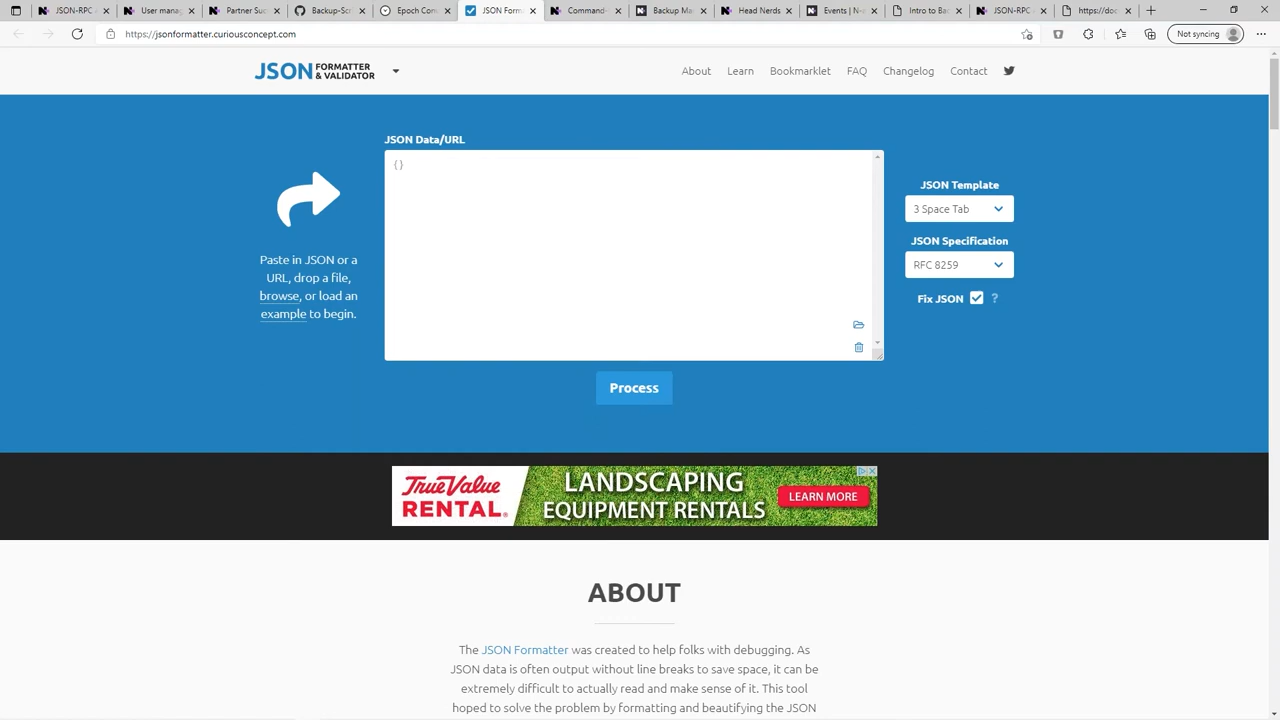 JSON-RPC A
User manag
Partner Suc
Backup-Scr
Epoch Conv
JSON Forma
Command-
Backup Ma
Head Nerds
Events | N-a
Intro to Bac
JSON-RPC C
https://doc
https://jsonformatter.curiousconcept.com
Not syncing
JSON FORMATTER & VALIDATOR
About
Learn
Bookmarklet
FAQ
Changelog
Contact
JSON Data/URL
{}
Paste in JSON or a
URL, drop a file,
browse, or load an
example to begin.
JSON Template
3 Space Tab
JSON Specification
RFC 8259
Fix JSON ?
Process
True Value
RENTAL.
LANDSCAPING
EQUIPMENT RENTALS
LEARN MORE
ABOUT
The JSON Formatter was created to help folks with debugging. As
JSON data is often output without line breaks to save space, it can be
extremely difficult to actually read and make sense of it. This tool
hoped to solve the problem by formatting and beautifying the JSON